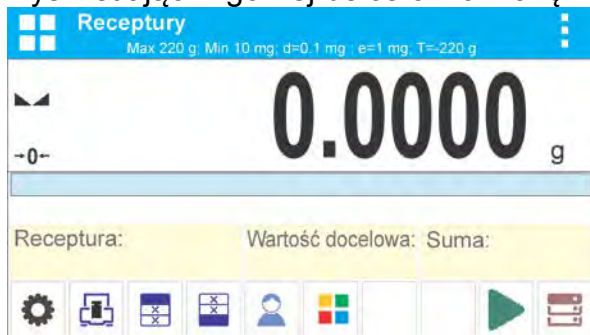 Receptury
Max 220 g; Min 10 mg; d=0.1 mg ; e=1 mg; T=-220 g
0.0000 g
→0←
Receptura: Wartość docelowa: Suma: